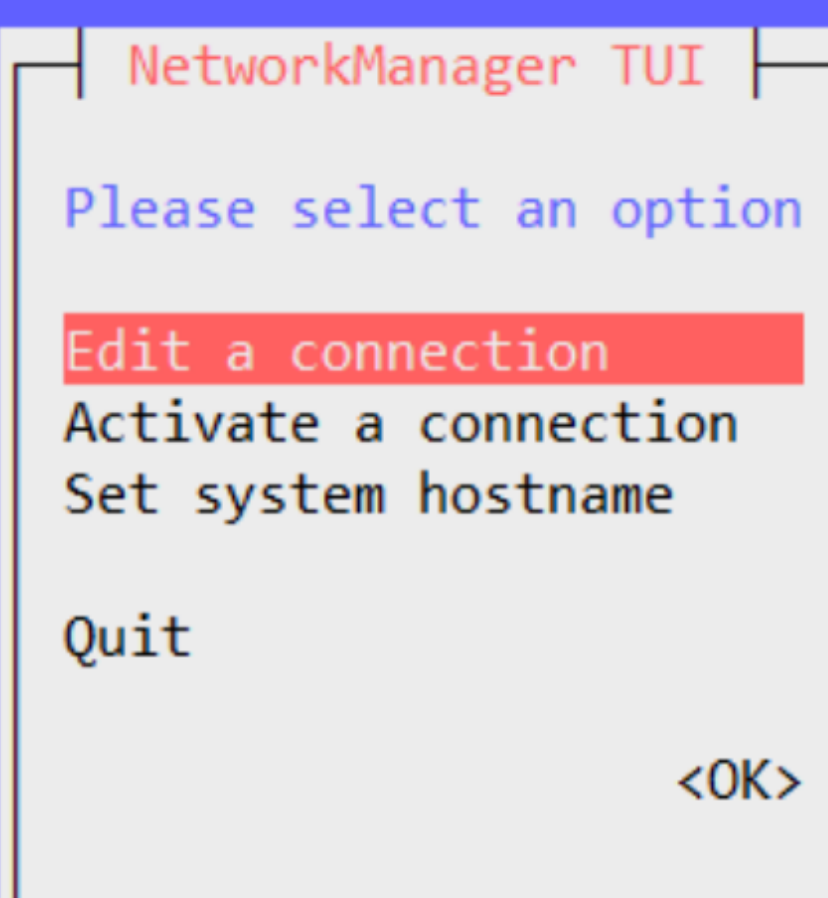 NetworkManager TUI
Please select an option
Edit a connection
Activate a connection
Set system hostname
Quit
<OK>